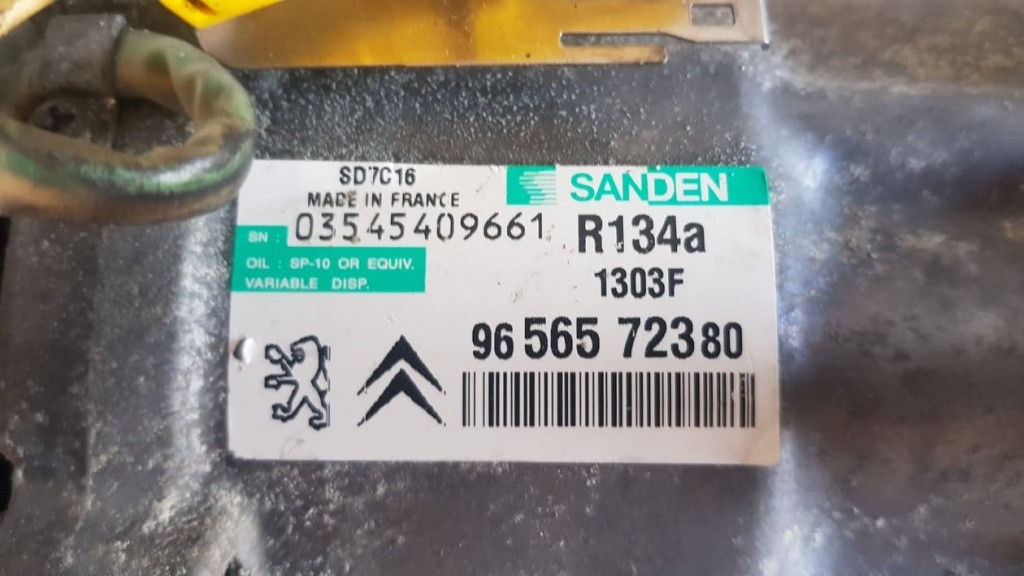 SD7C16
MADE IN FRANCE
SANDEN
SN : 03545409661
R134a
OIL : SP-10 OR EQUIV.
VARIABLE DISP.
1303F
96 565 723 80